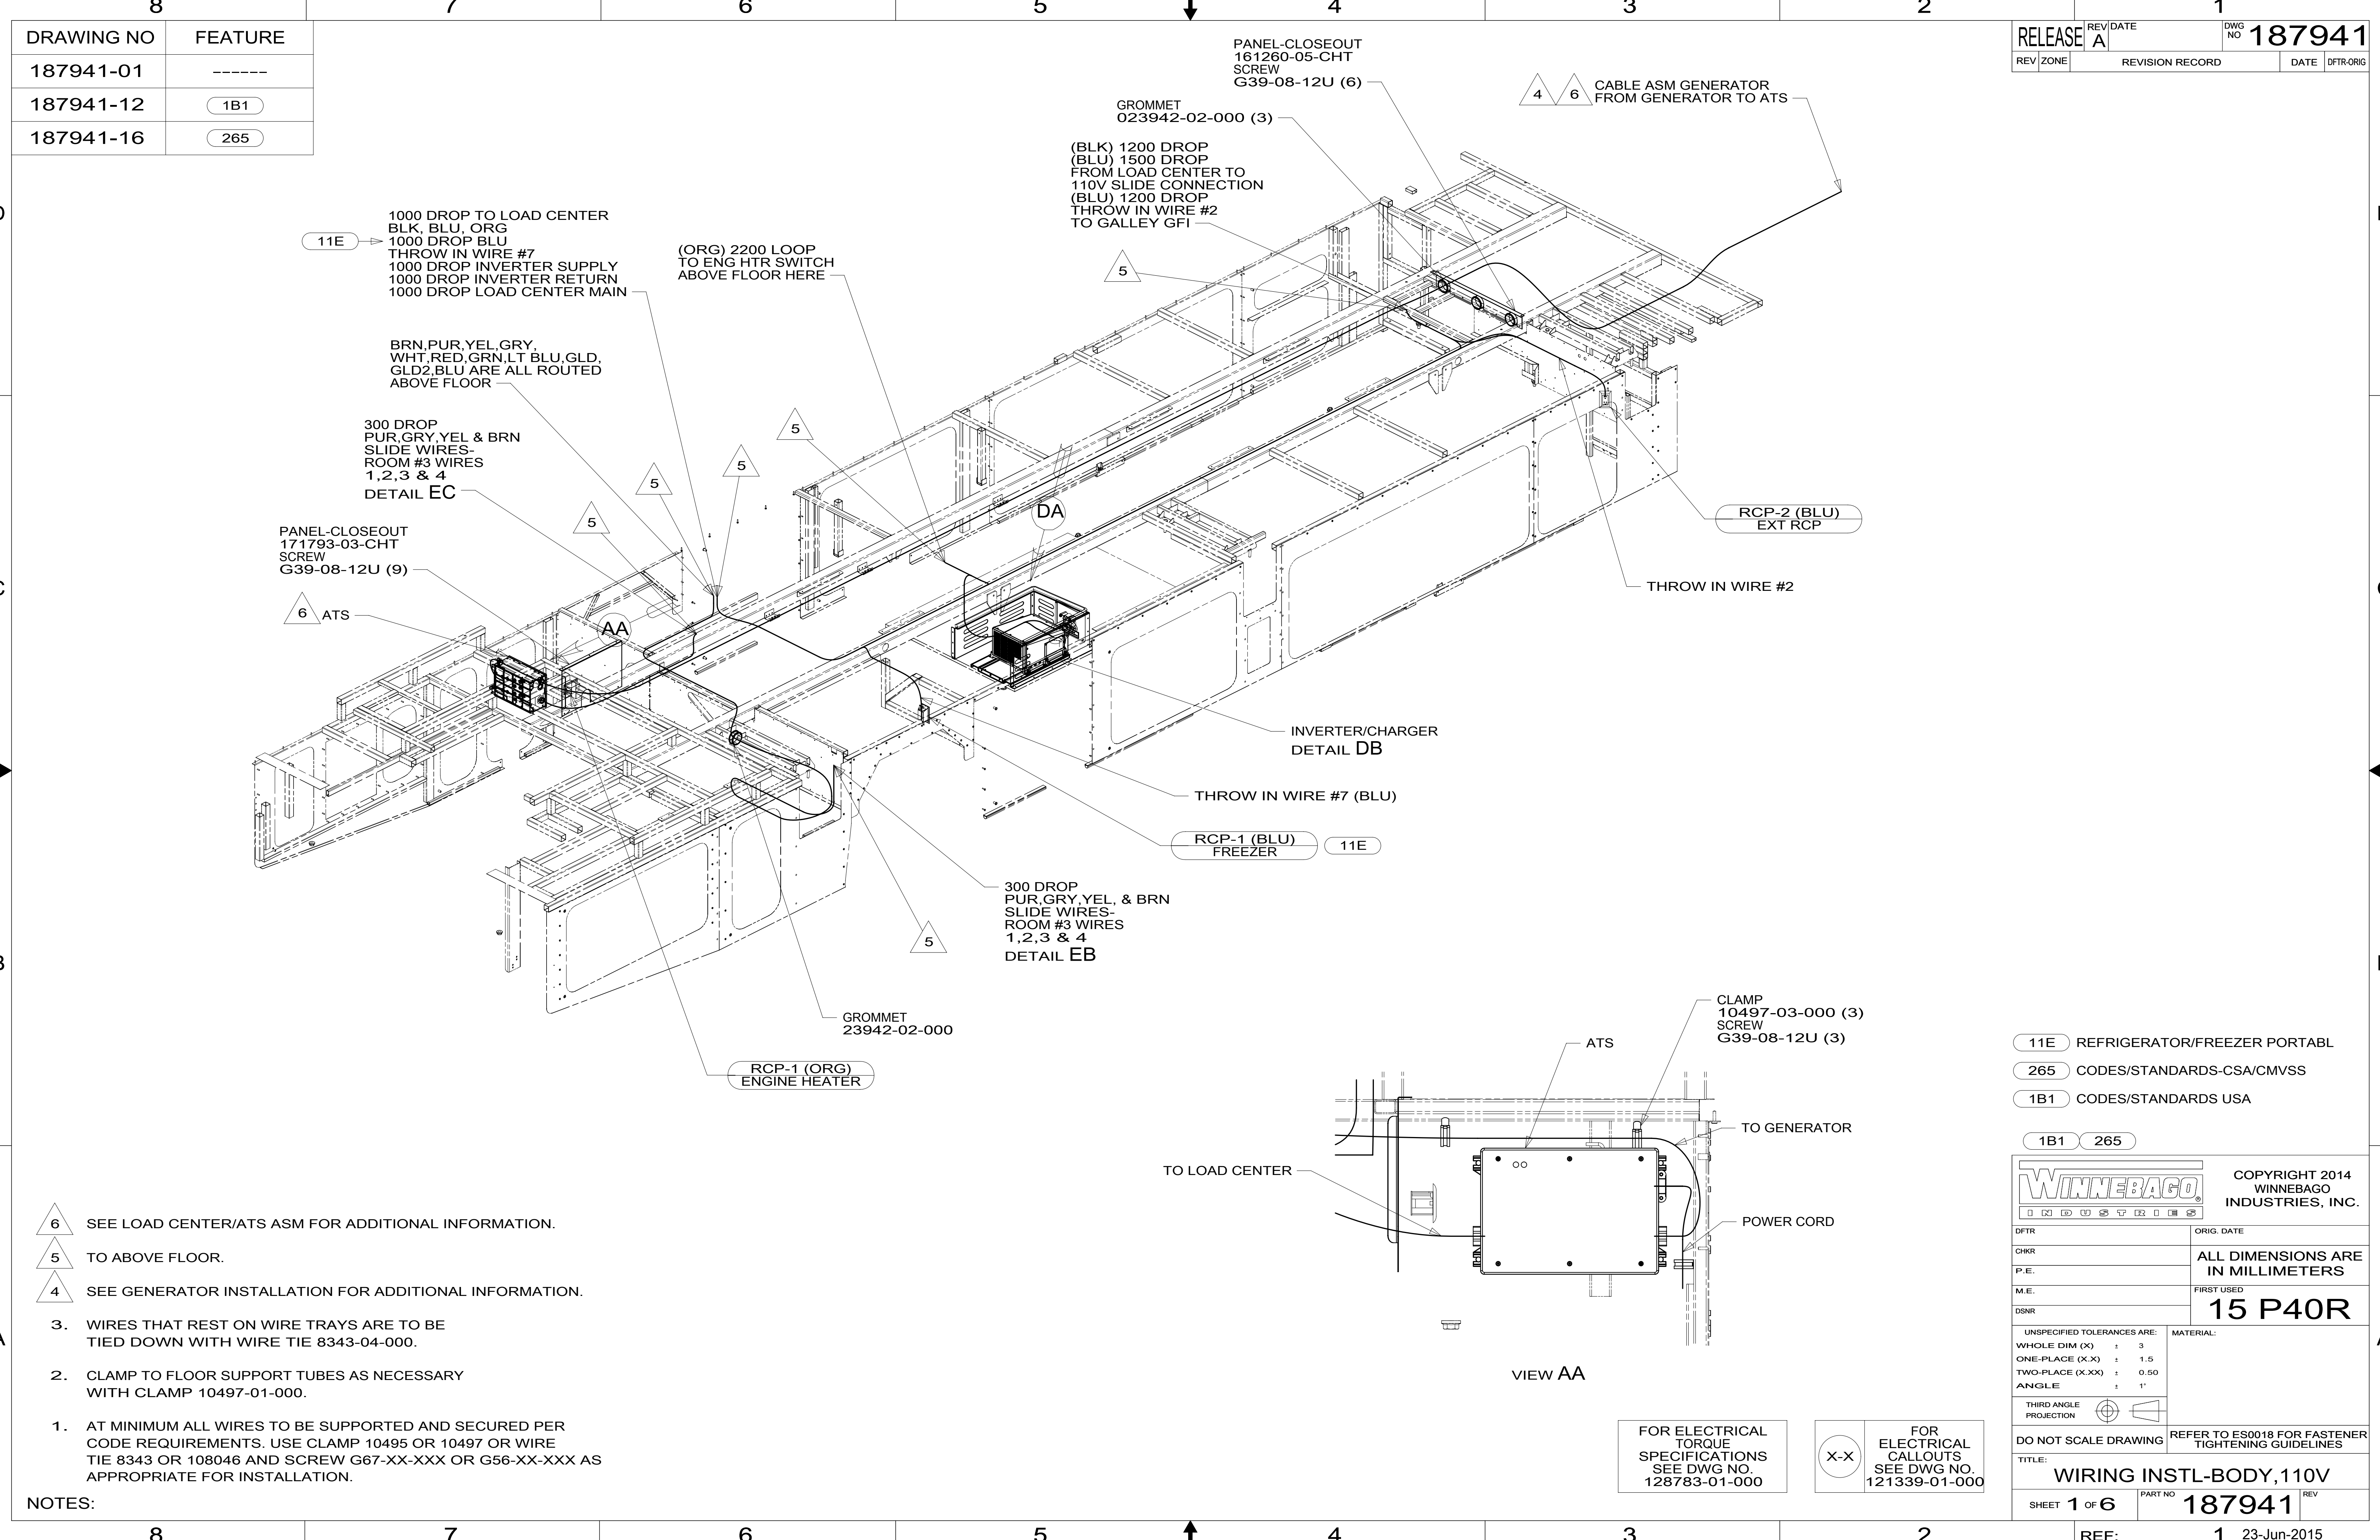 8 7 6 5 4 3 2 1
DRAWING NO FEATURE
187941-01 ------
187941-12 1B1
187941-16 265
RELEASE REV A DATE DWG NO 187941
REV ZONE REVISION RECORD DATE DFTR-ORIG
PANEL-CLOSEOUT
161260-05-CHT
SCREW
G39-08-12U (6)
4 6 CABLE ASM GENERATOR
FROM GENERATOR TO ATS
GROMMET
023942-02-000 (3)
(BLK) 1200 DROP
(BLU) 1500 DROP
FROM LOAD CENTER TO
110V SLIDE CONNECTION
(BLU) 1200 DROP
THROW IN WIRE #2
TO GALLEY GFI
5
11E
1000 DROP TO LOAD CENTER
BLK, BLU, ORG
1000 DROP BLU
THROW IN WIRE #7
1000 DROP INVERTER SUPPLY
1000 DROP INVERTER RETURN
1000 DROP LOAD CENTER MAIN
(ORG) 2200 LOOP
TO ENG HTR SWITCH
ABOVE FLOOR HERE
BRN,PUR,YEL,GRY,
WHT,RED,GRN,LT BLU,GLD,
GLD2,BLU ARE ALL ROUTED
ABOVE FLOOR
300 DROP
PUR,GRY,YEL & BRN
SLIDE WIRES-
ROOM #3 WIRES
1,2,3 & 4
DETAIL EC
5
5
5
5
DA
PANEL-CLOSEOUT
171793-03-CHT
SCREW
G39-08-12U (9)
6 ATS
AA
RCP-2 (BLU)
EXT RCP
THROW IN WIRE #2
INVERTER/CHARGER
DETAIL DB
THROW IN WIRE #7 (BLU)
RCP-1 (BLU)
FREEZER
11E
300 DROP
PUR,GRY,YEL, & BRN
SLIDE WIRES-
ROOM #3 WIRES
1,2,3 & 4
DETAIL EB
5
GROMMET
23942-02-000
RCP-1 (ORG)
ENGINE HEATER
CLAMP
10497-03-000 (3)
SCREW
G39-08-12U (3)
ATS
TO GENERATOR
TO LOAD CENTER
POWER CORD
VIEW AA
11E REFRIGERATOR/FREEZER PORTABL
265 CODES/STANDARDS-CSA/CMVSS
1B1 CODES/STANDARDS USA
1B1 265
6 SEE LOAD CENTER/ATS ASM FOR ADDITIONAL INFORMATION.
5 TO ABOVE FLOOR.
4 SEE GENERATOR INSTALLATION FOR ADDITIONAL INFORMATION.
3. WIRES THAT REST ON WIRE TRAYS ARE TO BE
TIED DOWN WITH WIRE TIE 8343-04-000.
2. CLAMP TO FLOOR SUPPORT TUBES AS NECESSARY
WITH CLAMP 10497-01-000.
1. AT MINIMUM ALL WIRES TO BE SUPPORTED AND SECURED PER
CODE REQUIREMENTS. USE CLAMP 10495 OR 10497 OR WIRE
TIE 8343 OR 108046 AND SCREW G67-XX-XXX OR G56-XX-XXX AS
APPROPRIATE FOR INSTALLATION.
NOTES:
FOR ELECTRICAL
TORQUE
SPECIFICATIONS
SEE DWG NO.
128783-01-000
X-X
FOR
ELECTRICAL
CALLOUTS
SEE DWG NO.
121339-01-000
WINNEBAGO
INDUSTRIES
COPYRIGHT 2014
WINNEBAGO
INDUSTRIES, INC.
DFTR
ORIG. DATE
CHKR
P.E.
M.E.
DSNR
ALL DIMENSIONS ARE
IN MILLIMETERS
FIRST USED
15 P40R
UNSPECIFIED TOLERANCES ARE:
WHOLE DIM (X) ± 3
ONE-PLACE (X.X) ± 1.5
TWO-PLACE (X.XX) ± 0.50
ANGLE ± 1°
MATERIAL:
THIRD ANGLE
PROJECTION
DO NOT SCALE DRAWING
REFER TO ES0018 FOR FASTENER
TIGHTENING GUIDELINES
TITLE:
WIRING INSTL-BODY,110V
SHEET 1 OF 6 PART NO 187941 REV
8 7 6 5 4 3 2 REF: 1 23-Jun-2015